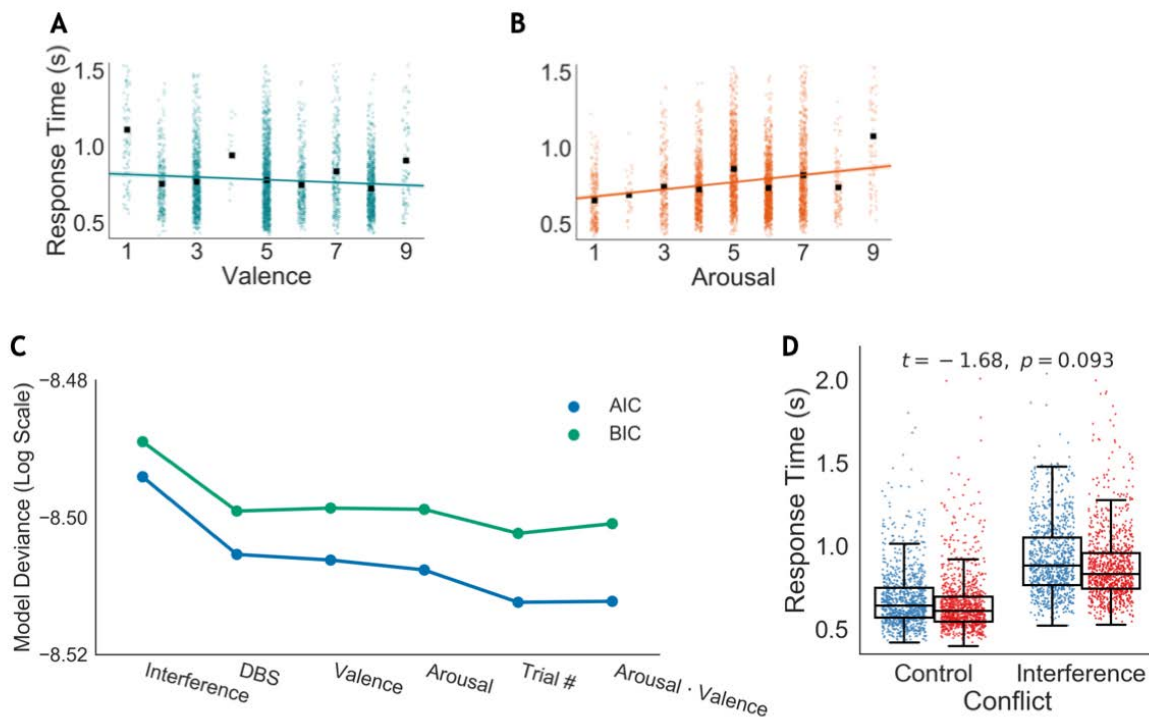 A
Response Time (s)
1.5
1.0
0.5
1 3 5 7 9
Valence
B
1.5
1.0
0.5
1 3 5 7 9
Arousal
C
Model Deviance (Log Scale)
−8.48
−8.50
−8.52
AIC
BIC
Interference DBS Valence Arousal Trial # Arousal · Valence
D
t = − 1.68, p = 0.093
Response Time (s)
2.0
1.5
1.0
0.5
Control Interference
Conflict